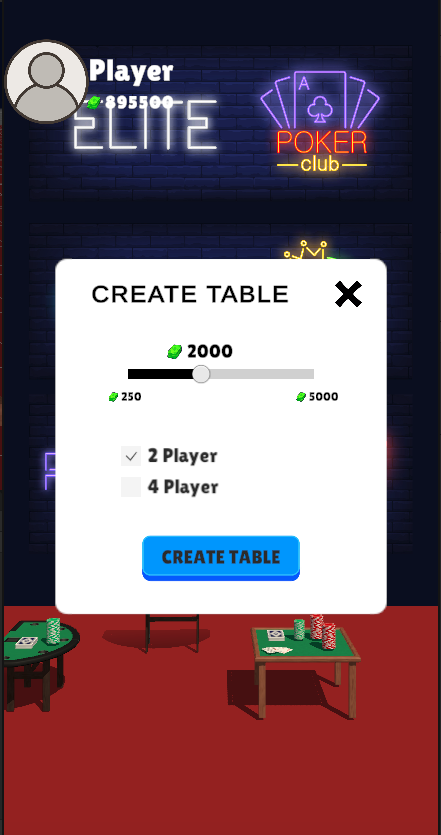 Player
895500
ELITE
A
POKER
club
CREATE TABLE
2000
250
5000
2 Player
4 Player
CREATE TABLE